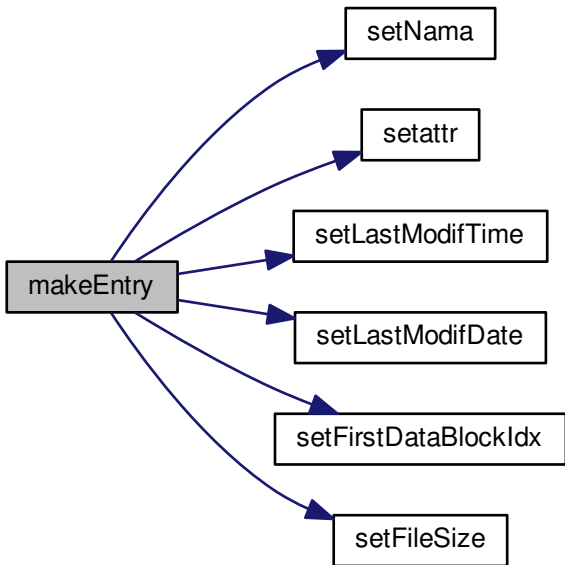 setNama
setattr
setLastModifTime
makeEntry
setLastModifDate
setFirstDataBlockIdx
setFileSize